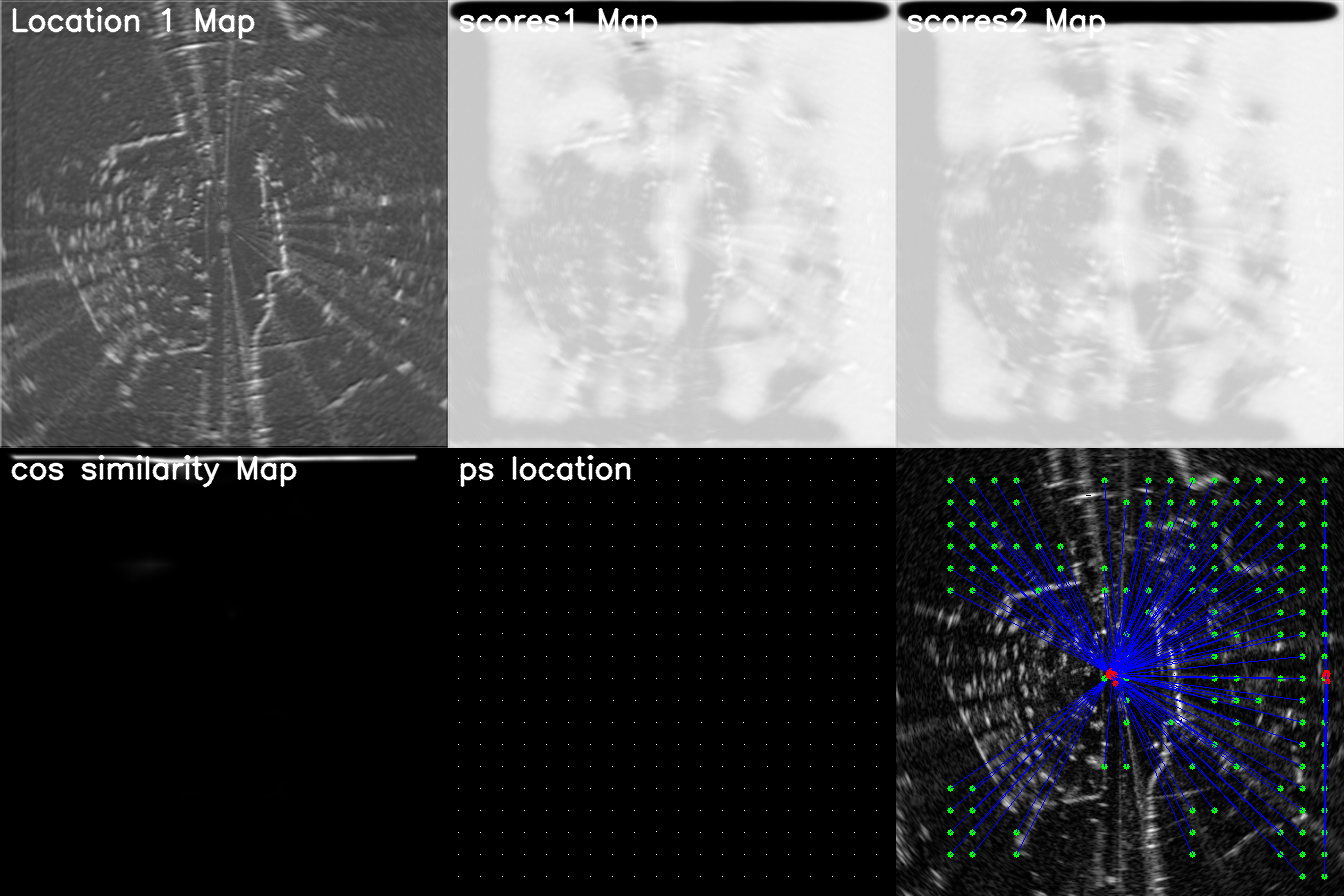 Location 1 Map
scores1 Map
scores2 Map
cos similarity Map
ps location